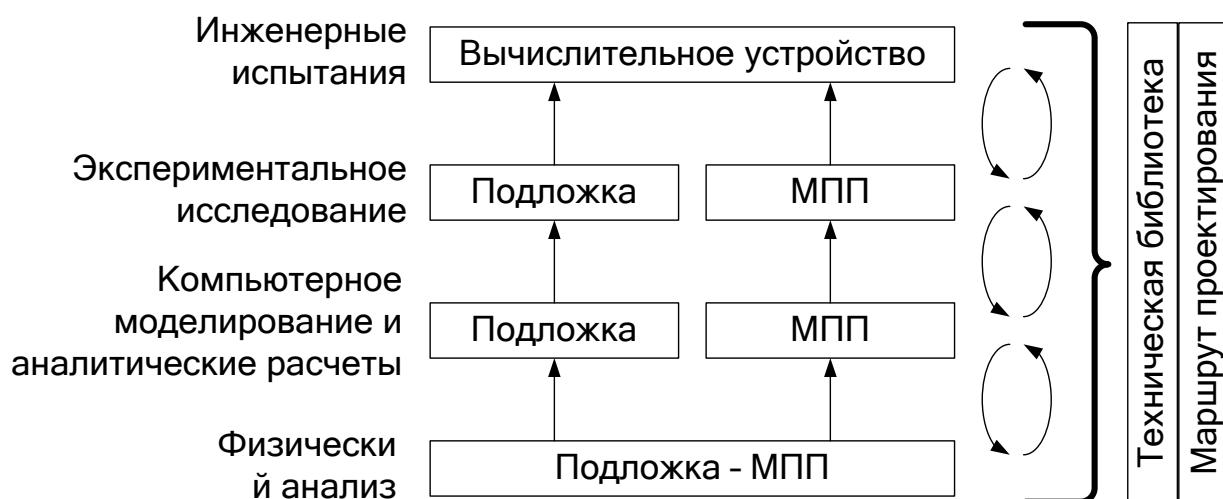 Инженерные
испытания
Вычислительное устройство
Экспериментальное
исследование
Подложка
МПП
Компьютерное
моделирование и
аналитические расчеты
Подложка
МПП
Физически
й анализ
Подложка - МПП
Техническая библиотека
Маршрут проектирования